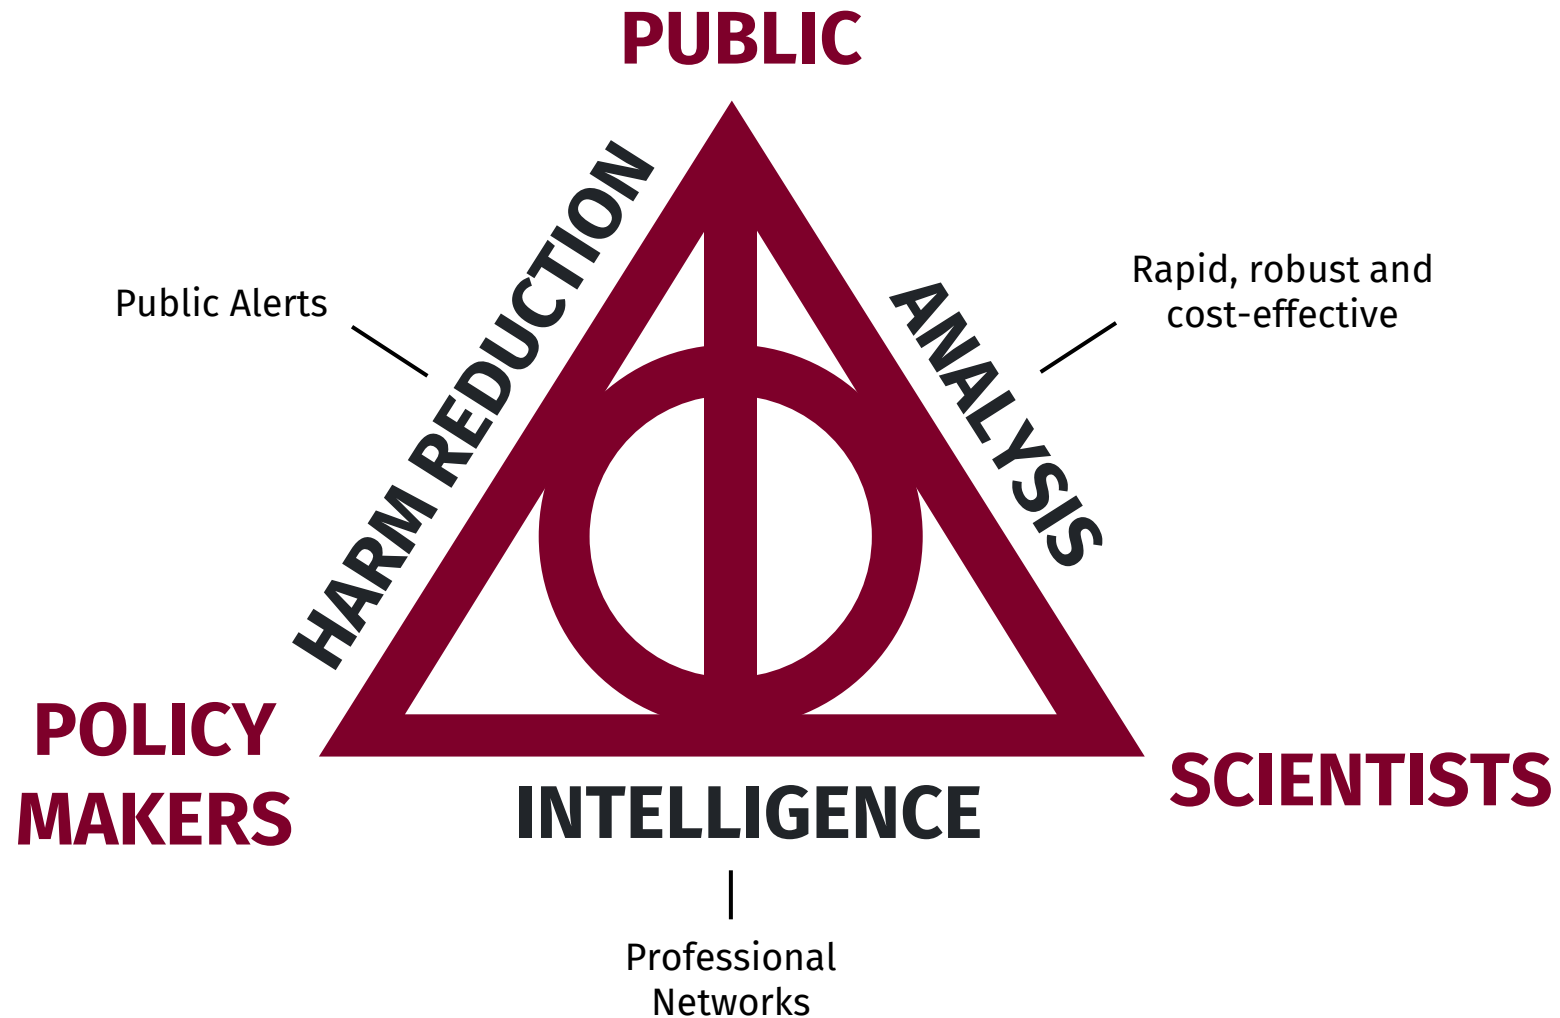 PUBLIC
HARM REDUCTION
Public Alerts
ANALYSIS
Rapid, robust and
cost-effective
POLICY
MAKERS
SCIENTISTS
INTELLIGENCE
Professional
Networks